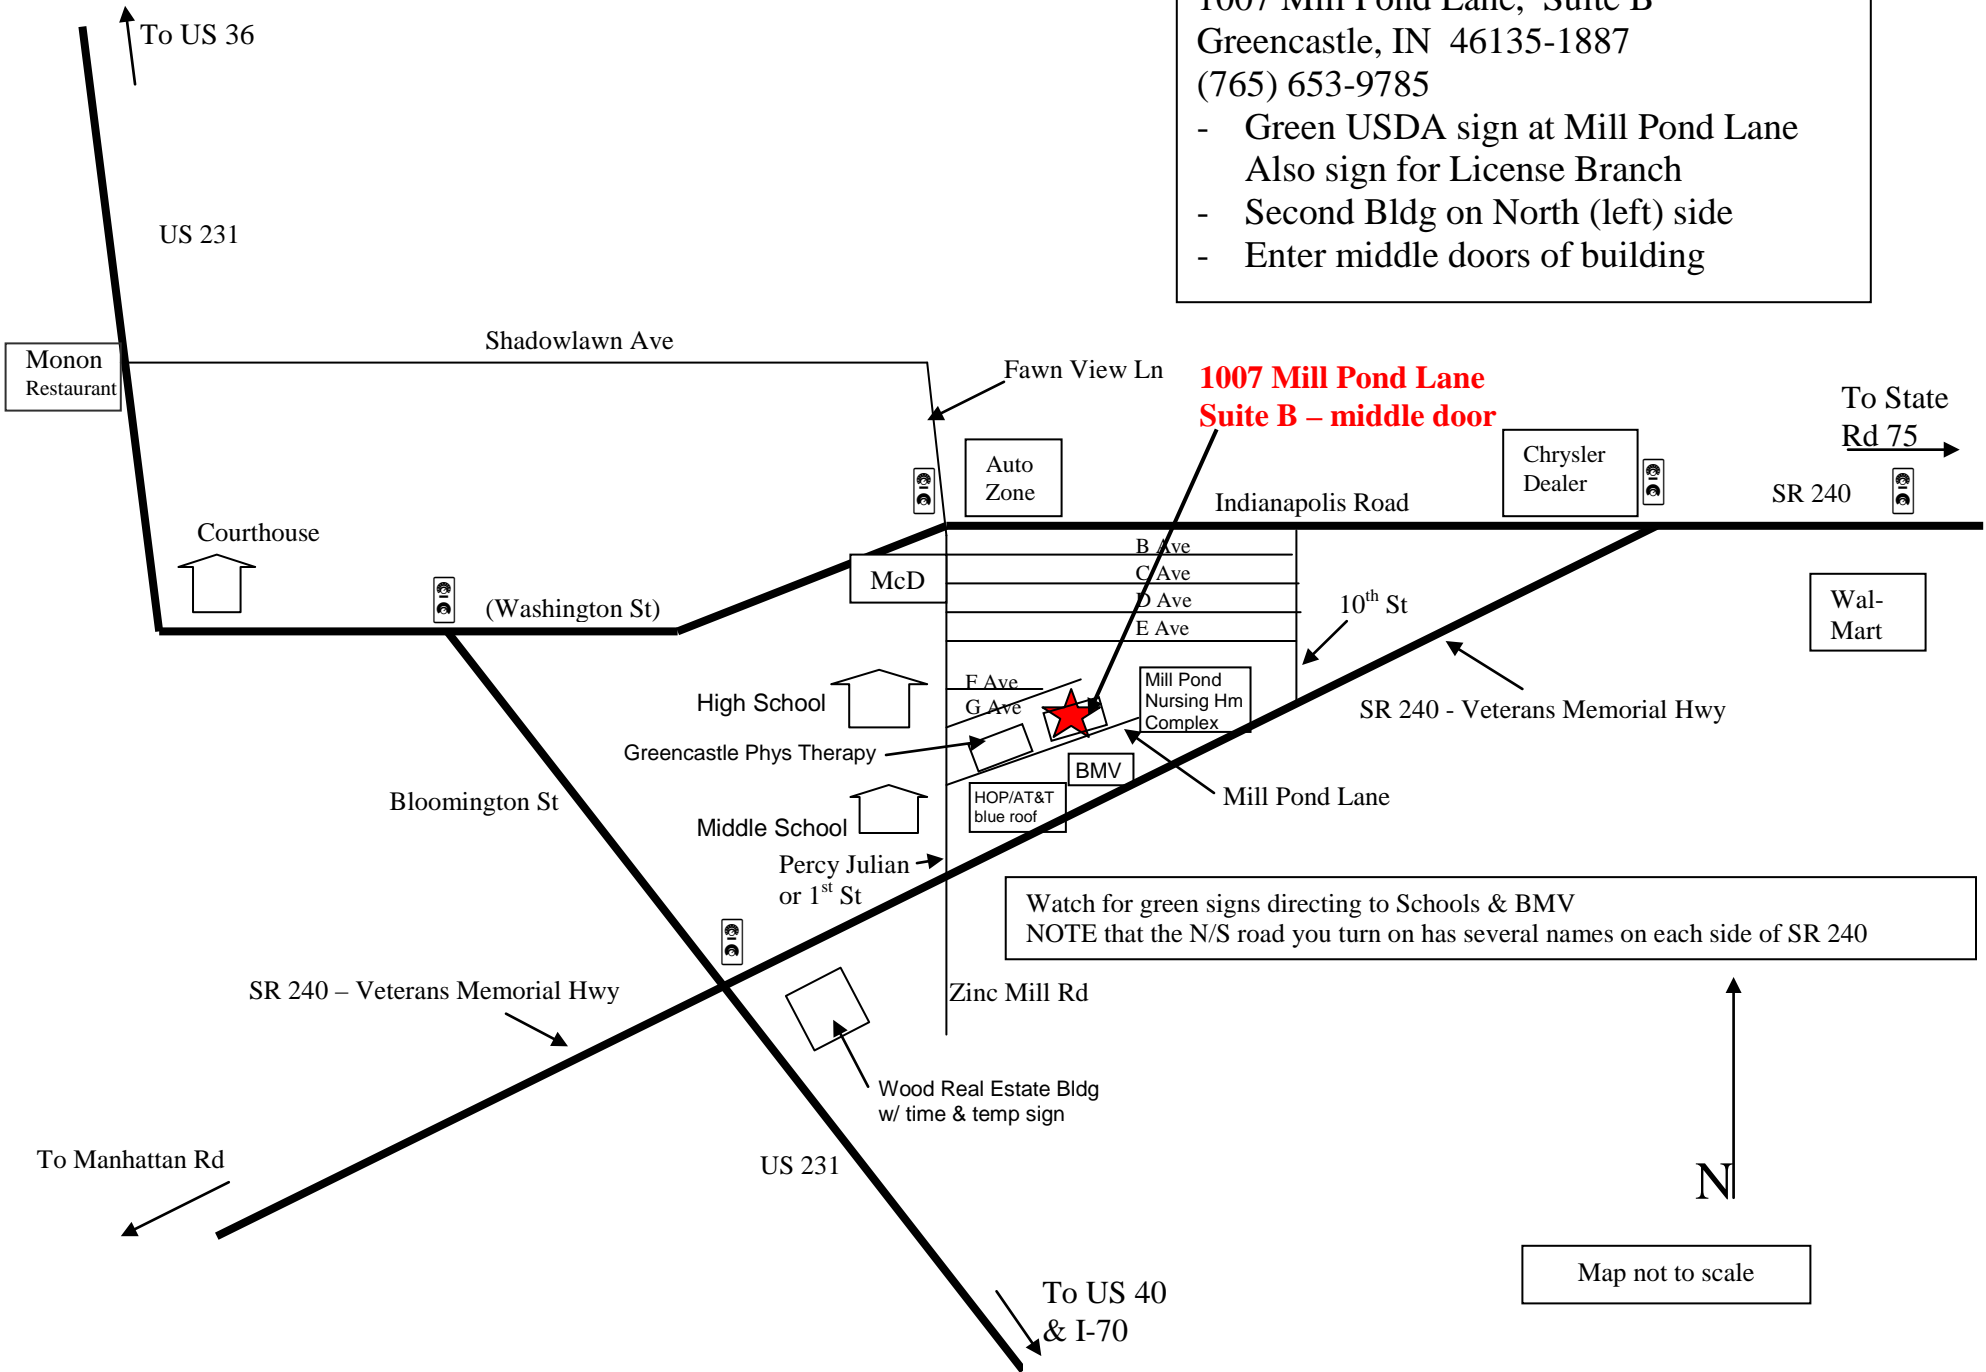 1007 Mill Pond Lane, Suite B
Greencastle, IN 46135-1887
(765) 653-9785
- Green USDA sign at Mill Pond Lane
Also sign for License Branch
- Second Bldg on North (left) side
- Enter middle doors of building
To US 36
US 231
Shadowlawn Ave
Monon
Restaurant
Fawn View Ln
1007 Mill Pond Lane
Suite B – middle door
To State
Rd 75
Auto
Zone
Chrysler
Dealer
Indianapolis Road
SR 240
Courthouse
(Washington St)
McD
B Ave
C Ave
D Ave
E Ave
10th St
Wal-
Mart
High School
F Ave
G Ave
Mill Pond
Nursing Hm
Complex
SR 240 - Veterans Memorial Hwy
Greencastle Phys Therapy
BMV
Bloomington St
HOP/AT&T
blue roof
Mill Pond Lane
Middle School
Percy Julian
or 1st St
Watch for green signs directing to Schools & BMV
NOTE that the N/S road you turn on has several names on each side of SR 240
SR 240 – Veterans Memorial Hwy
Zinc Mill Rd
Wood Real Estate Bldg
w/ time & temp sign
To Manhattan Rd
US 231
N
Map not to scale
To US 40
& I-70